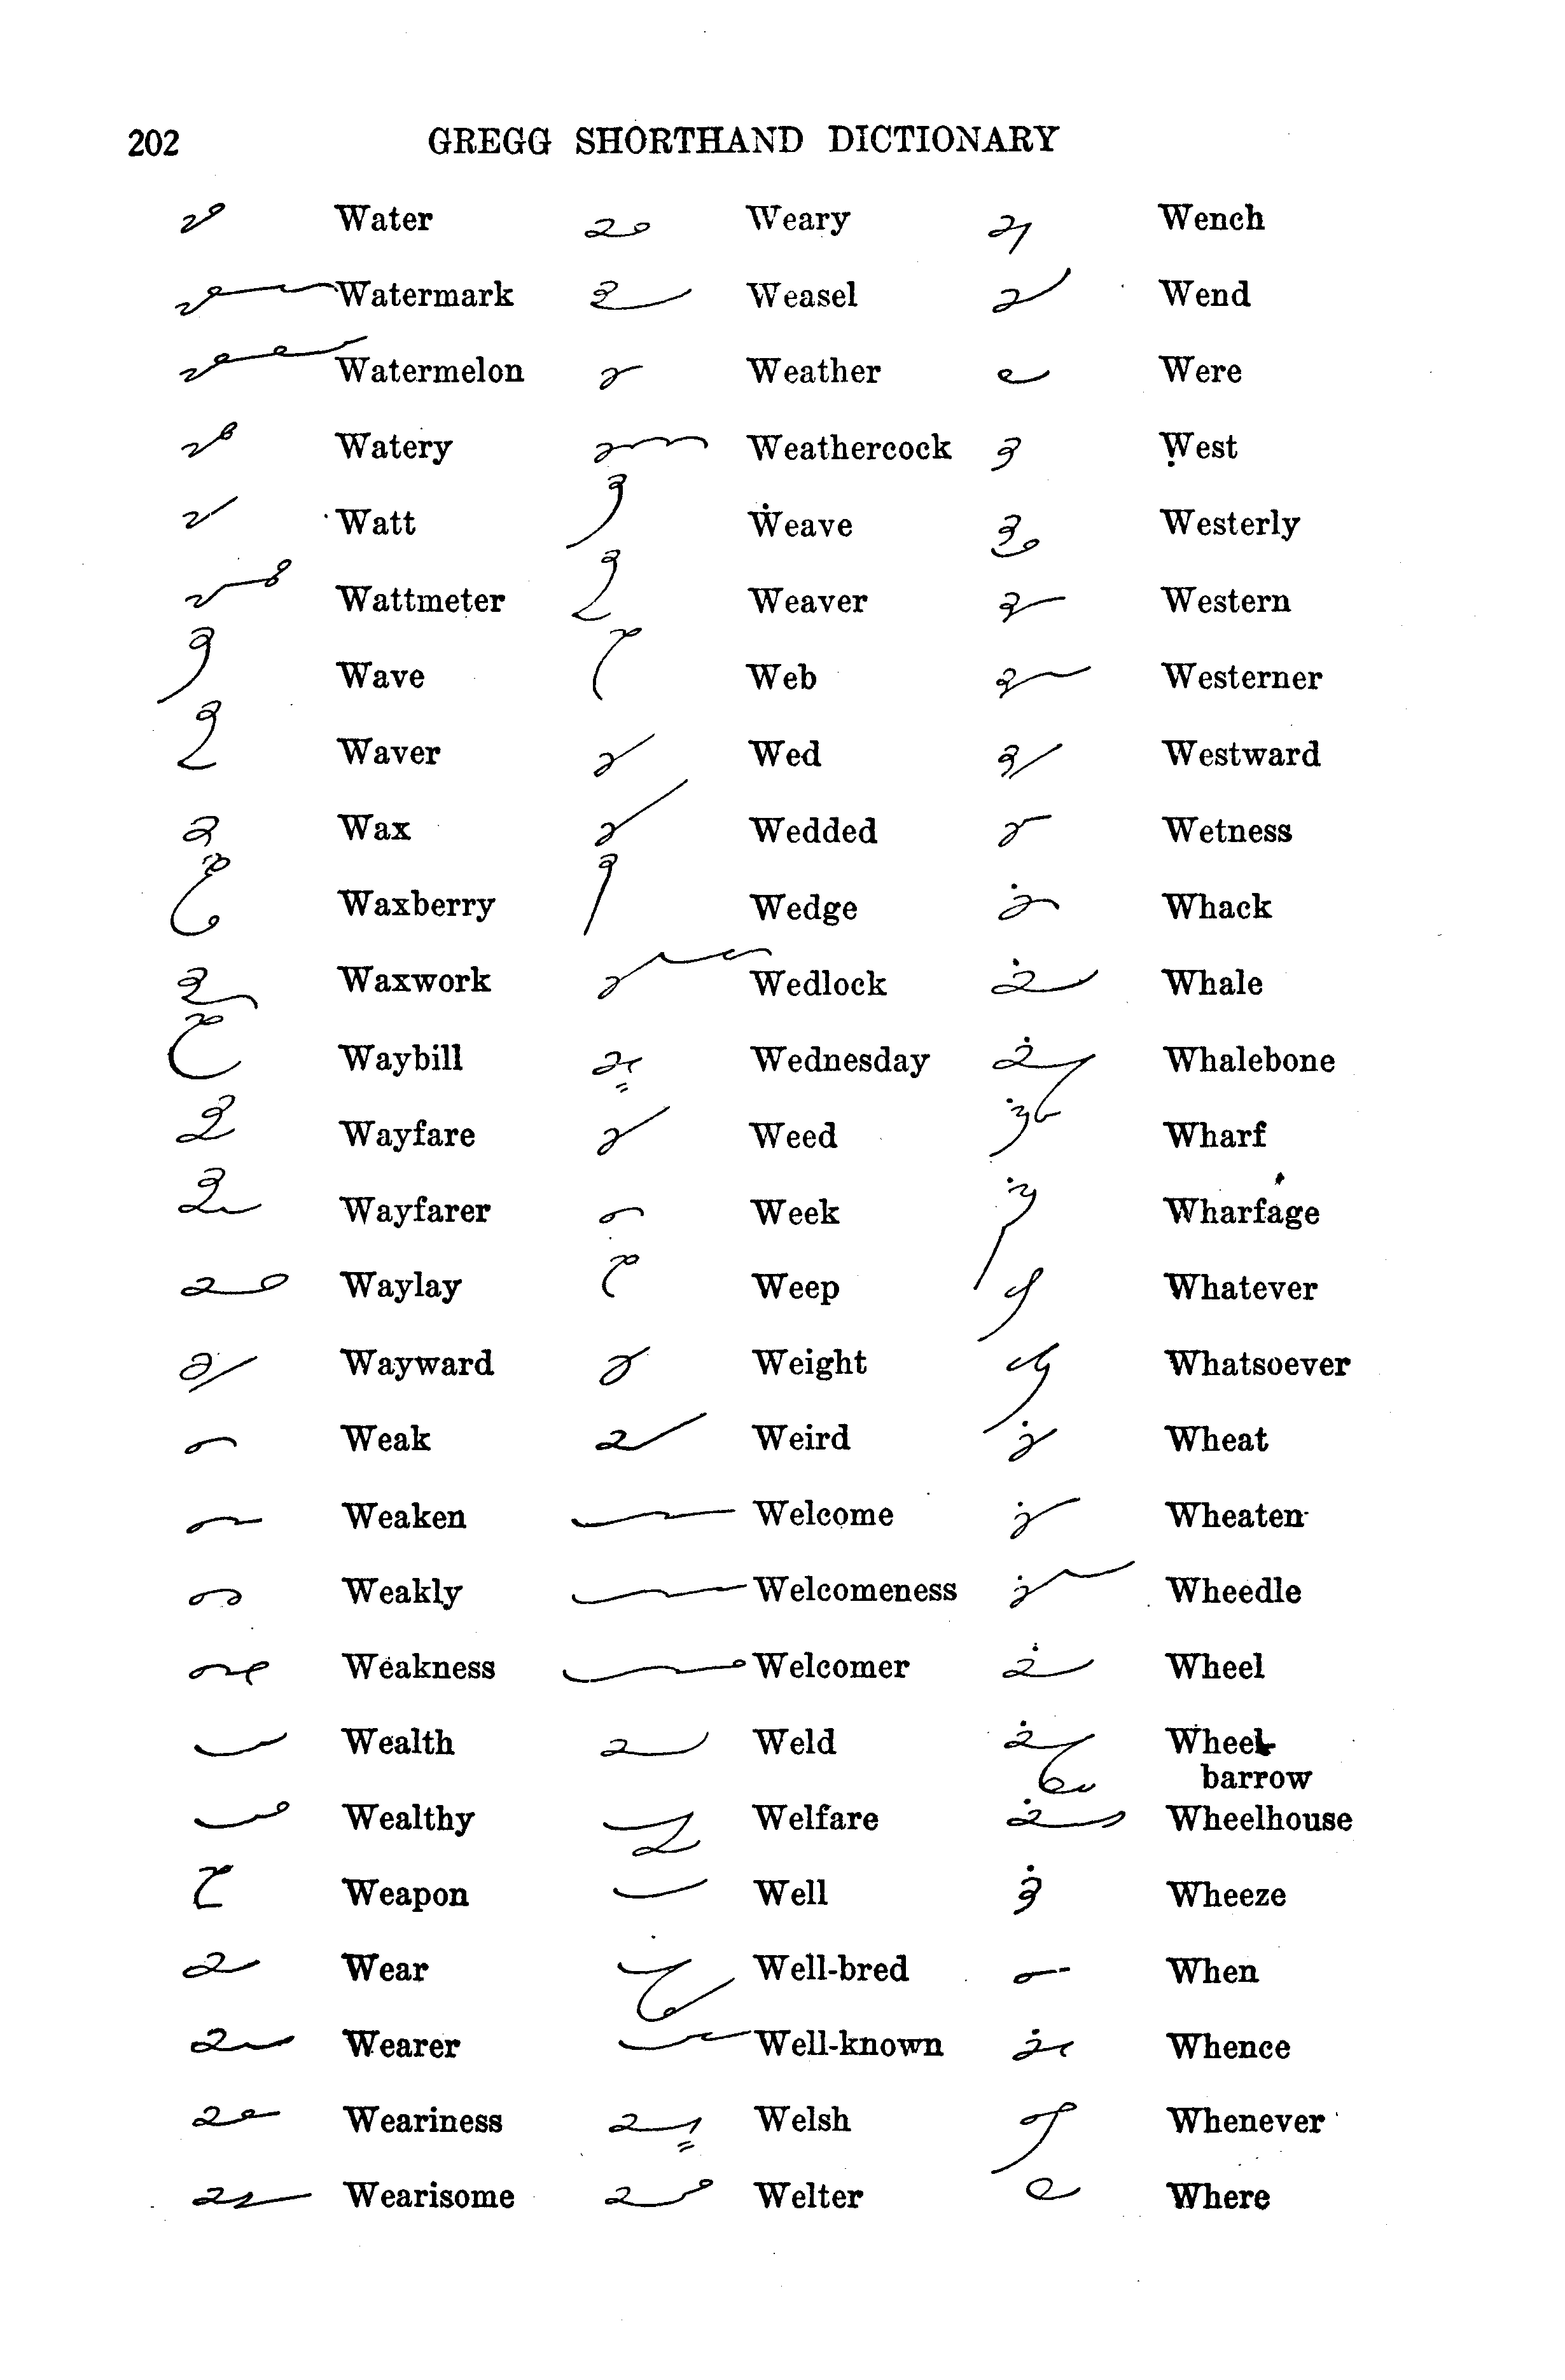 202 GREGG SHORTHAND DICTIONARY
Water Weary Wench
Watermark Weasel Wend
Watermelon Weather Were
Watery Weathercock West
Watt Weave Westerly
Wattmeter Weaver Western
Wave Web Westerner
Waver Wed Westward
Wax Wedded Wetness
Waxberry Wedge Whack
Waxwork Wedlock Whale
Waybill Wednesday Whalebone
Wayfare Weed Wharf
Wayfarer Week Wharfage
Waylay Weep Whatever
Wayward Weight Whatsoever
Weak Weird Wheat
Weaken Welcome Wheaten
Weakly Welcomeness Wheedle
Weakness Welcomer Wheel
Wealth Weld Wheel-
barrow
Wealthy Welfare Wheelhouse
Weapon Well Wheeze
Wear Well-bred When
Wearer Well-known Whence
Weariness Welsh Whenever
Wearisome Welter Where